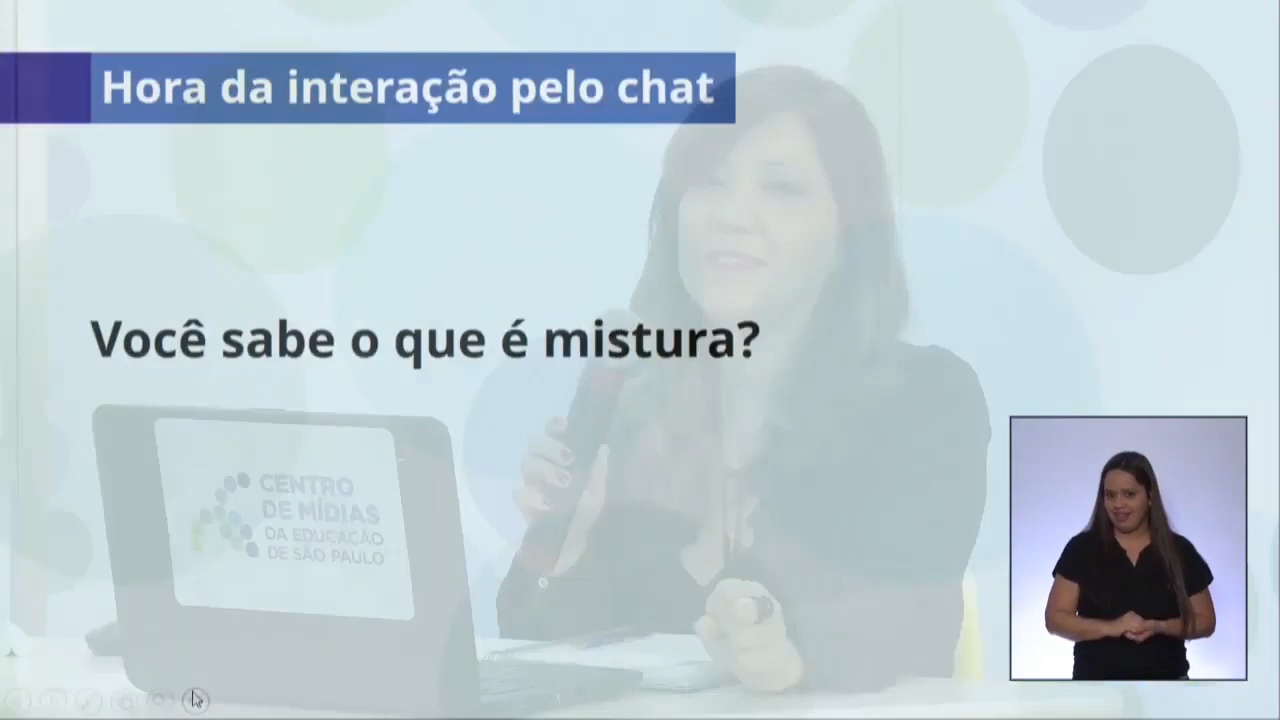 Hora da interação pelo chat
Você sabe o que é mistura?
CENTRO
DE MÍDIAS
DA EDUCAÇÃO
DE SÃO PAULO